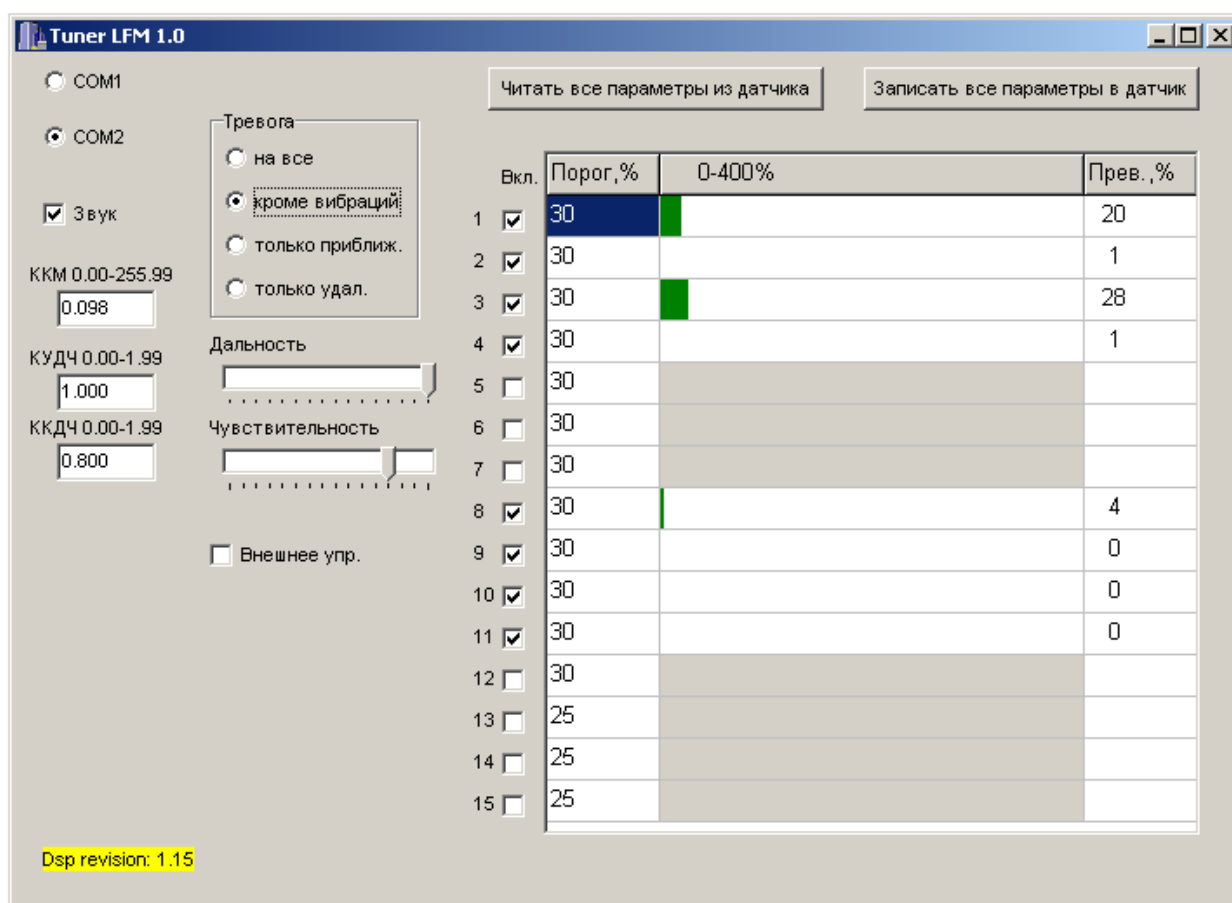 Tuner LFM 1.0
COM1
COM2
Звук
ККМ 0.00-255.99
0.098
КУДЧ 0.00-1.99
1.000
ККДЧ 0.00-1.99
0.800
Тревога
на все
кроме вибраций
только приближ.
только удал.
Дальность
Чувствительность
Внешнее упр.
Читать все параметры из датчика
Записать все параметры в датчик
Вкл. Порог,% 0-400% Прев.,%
1 30 20
2 30 1
3 30 28
4 30 1
5 30
6 30
7 30
8 30 4
9 30 0
10 30 0
11 30 0
12 30
13 25
14 25
15 25
Dsp revision: 1.15